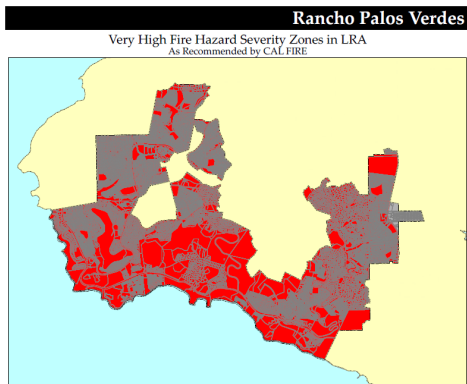 Rancho Palos Verdes
Very High Fire Hazard Severity Zones in LRA
As Recommended by CAL FIRE